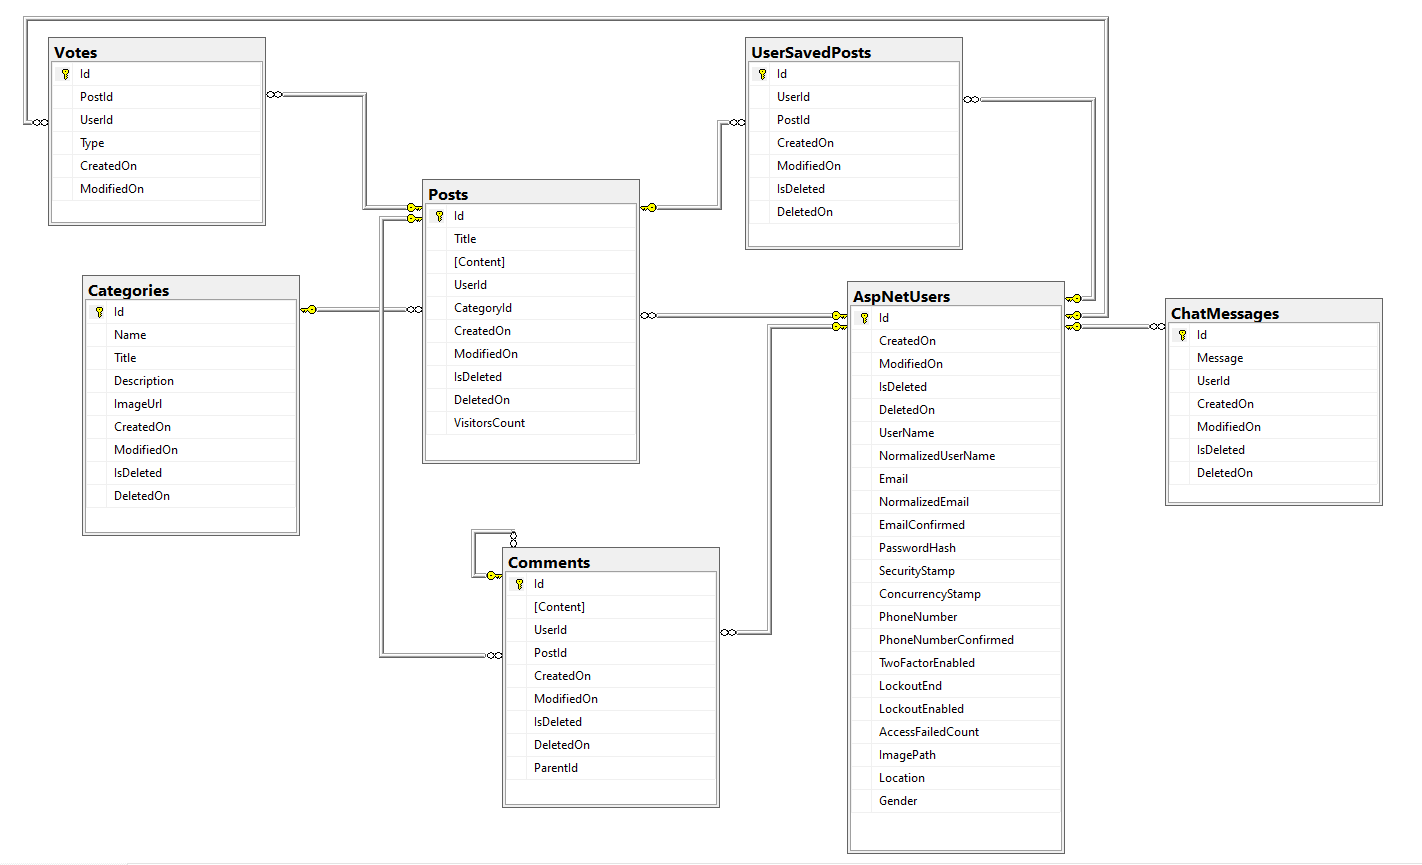 Votes
Id
PostId
UserId
Type
CreatedOn
ModifiedOn
UserSavedPosts
Id
UserId
PostId
CreatedOn
ModifiedOn
IsDeleted
DeletedOn
Posts
Id
Title
[Content]
UserId
CategoryId
CreatedOn
ModifiedOn
IsDeleted
DeletedOn
VisitorsCount
Categories
Id
Name
Title
Description
ImageUrl
CreatedOn
ModifiedOn
IsDeleted
DeletedOn
AspNetUsers
Id
CreatedOn
ModifiedOn
IsDeleted
DeletedOn
UserName
NormalizedUserName
Email
NormalizedEmail
EmailConfirmed
PasswordHash
SecurityStamp
ConcurrencyStamp
PhoneNumber
PhoneNumberConfirmed
TwoFactorEnabled
LockoutEnd
LockoutEnabled
AccessFailedCount
ImagePath
Location
Gender
ChatMessages
Id
Message
UserId
CreatedOn
ModifiedOn
IsDeleted
DeletedOn
Comments
Id
[Content]
UserId
PostId
CreatedOn
ModifiedOn
IsDeleted
DeletedOn
ParentId